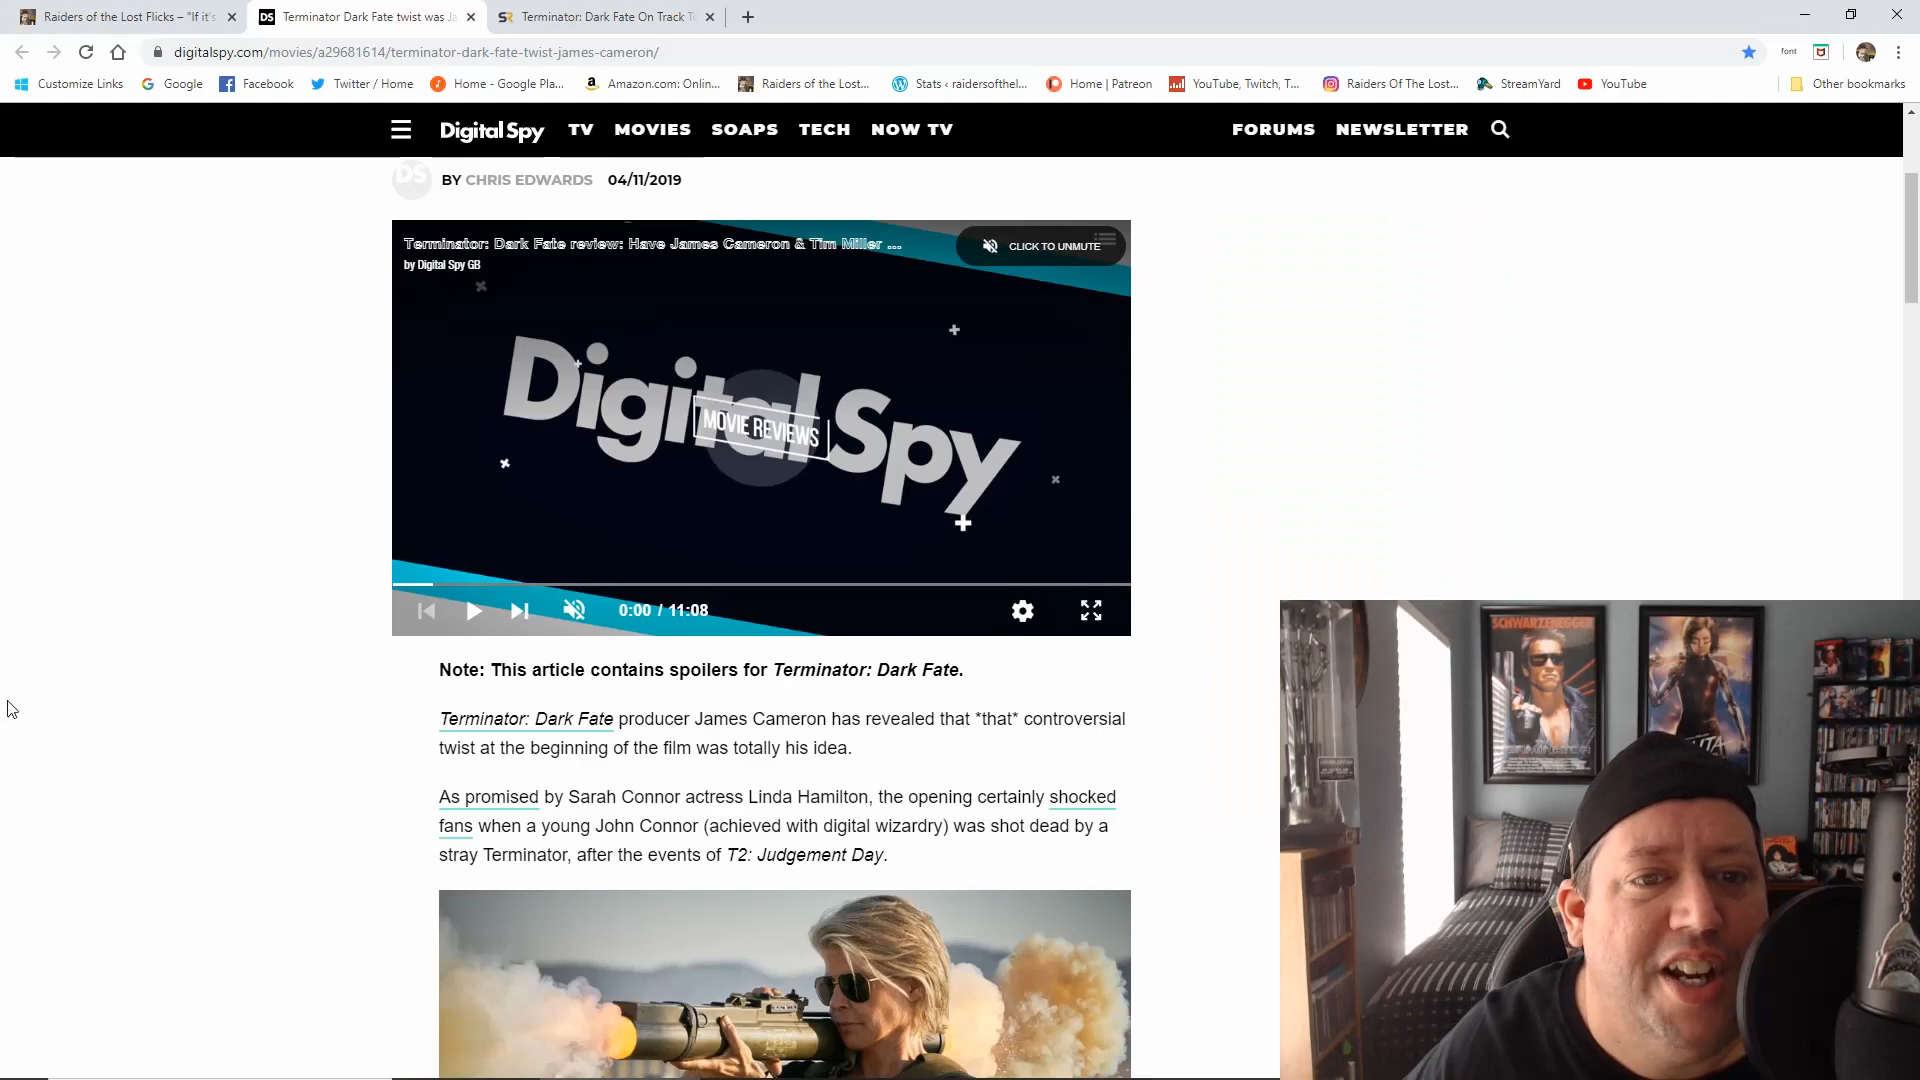 Raiders of the Lost Flicks – "If it's
Terminator Dark Fate twist was Ja
Terminator: Dark Fate On Track T
digitalspy.com/movies/a29681614/terminator-dark-fate-twist-james-cameron/
font
Customize Links
Google
Facebook
Twitter / Home
Home - Google Pla...
Amazon.com: Onlin...
Raiders of the Lost...
Stats ‹ raidersofthel...
Home | Patreon
YouTube, Twitch, T...
Raiders Of The Lost...
StreamYard
YouTube
Other bookmarks
Digital Spy TV MOVIES SOAPS TECH NOW TV FORUMS NEWSLETTER
DS
BY CHRIS EDWARDS 04/11/2019
Terminator: Dark Fate review: Have James Cameron & Tim Miller ...
by Digital Spy GB
CLICK TO UNMUTE
Digital Spy
MOVIE REVIEWS
0:00 / 11:08
Note: This article contains spoilers for Terminator: Dark Fate.
Terminator: Dark Fate producer James Cameron has revealed that *that* controversial
twist at the beginning of the film was totally his idea.
As promised by Sarah Connor actress Linda Hamilton, the opening certainly shocked
fans when a young John Connor (achieved with digital wizardry) was shot dead by a
stray Terminator, after the events of T2: Judgement Day.
SCHWARZENEGGER